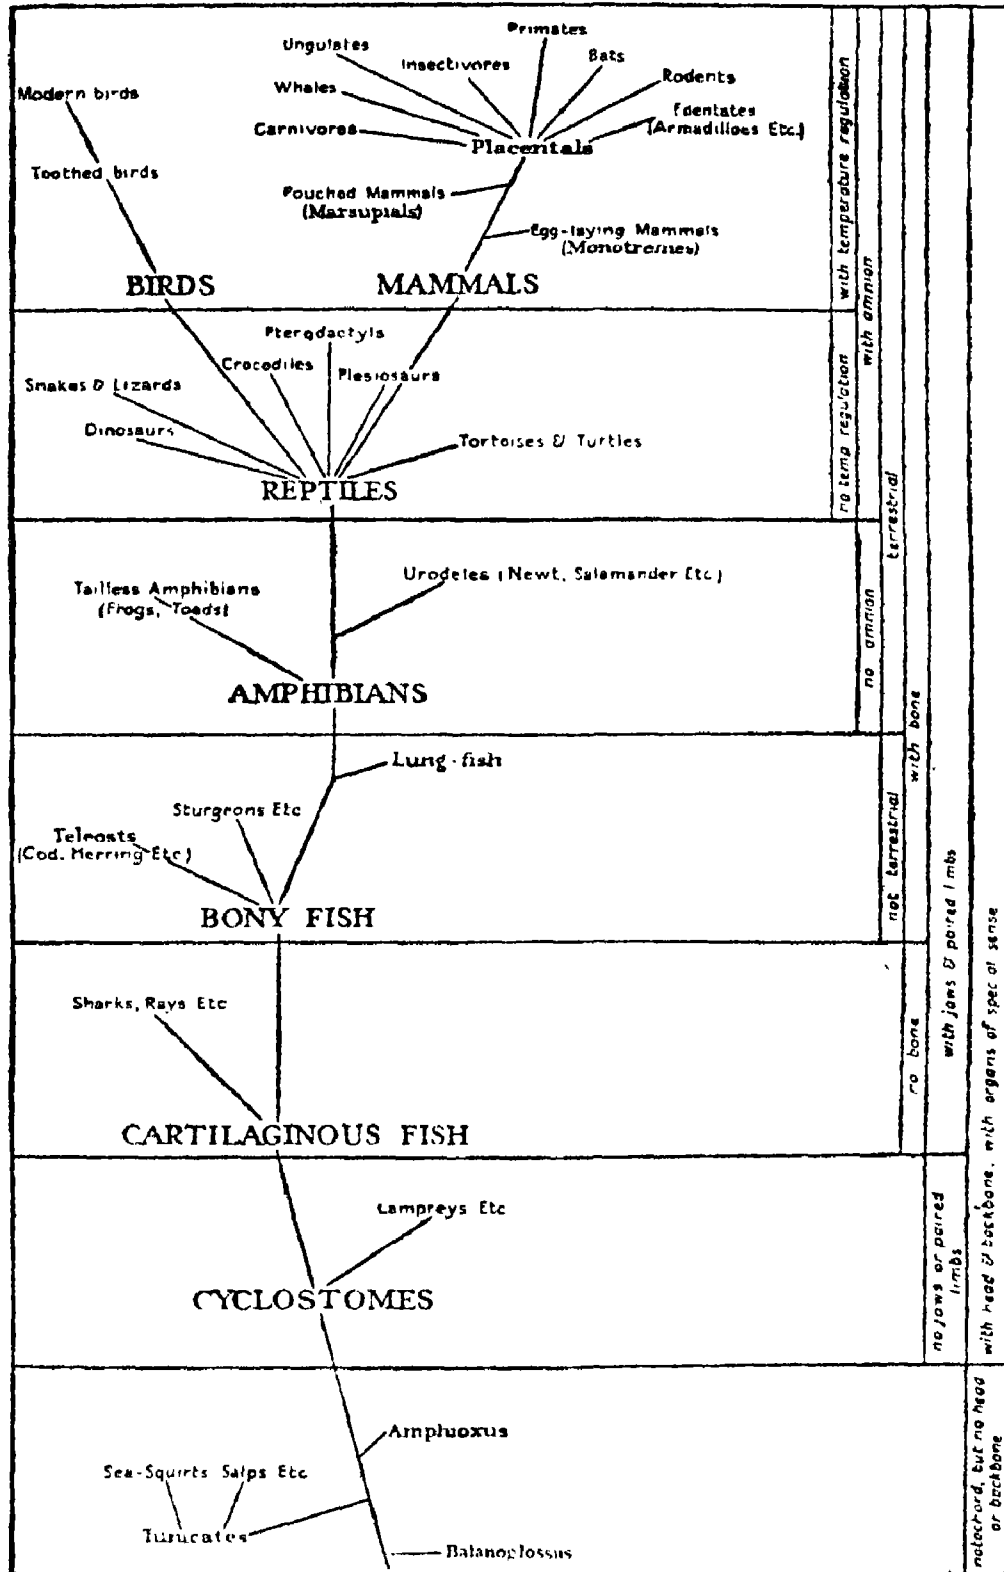 Primates
Ungulates
Insectivores
Bats
Whales
Rodents
Modern birds
Edentates
(Armadilloes Etc.)
Carnivores
Placentals
Toothed birds
Pouched Mammals
(Marsupials)
Egg-laying Mammals
(Monotremes)
BIRDS
MAMMALS
Pterodactyls
Crocodiles
Plesiosaurs
Snakes & Lizards
Dinosaurs
Tortoises & Turtles
REPTILES
Urodeles (Newt, Salamander Etc)
Tailless Amphibians
(Frogs, Toads)
AMPHIBIANS
Lung-fish
Sturgeons Etc
Teleosts
(Cod. Herring Etc)
BONY FISH
Sharks, Rays Etc
CARTILAGINOUS FISH
Lampreys Etc
CYCLOSTOMES
Amphioxus
Sea-Squirts Salps Etc
Tunicates
Balanoglossus
with temperature regulation
no temp regulation
with amnion
no amnion
terrestrial
not terrestrial
with bone
no bone
with jaws & paired limbs
no jaws or paired
limbs
with head & backbone, with organs of special sense
notochord, but no head
or backbone